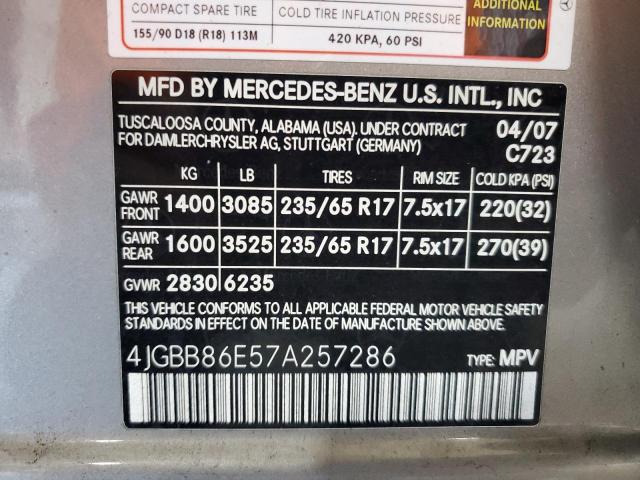 COMPACT SPARE TIRE COLD TIRE INFLATION PRESSURE
ADDITIONAL
INFORMATION
155/90 D18 (R18) 113M 420 KPA, 60 PSI
MFD BY MERCEDES-BENZ U.S. INTL., INC
TUSCALOOSA COUNTY, ALABAMA (USA). UNDER CONTRACT 04/07
FOR DAIMLERCHRYSLER AG, STUTTGART (GERMANY) C723
KG LB TIRES RIM SIZE COLD KPA (PSI)
GAWR FRONT 1400 3085 235/65 R17 7.5x17 220(32)
GAWR REAR 1600 3525 235/65 R17 7.5x17 270(39)
GVWR 2830 6235
THIS VEHICLE CONFORMS TO ALL APPLICABLE FEDERAL MOTOR VEHICLE SAFETY
STANDARDS IN EFFECT ON THE DATE OF MANUFACTURE SHOWN ABOVE.
4JGBB86E57A257286 TYPE: MPV